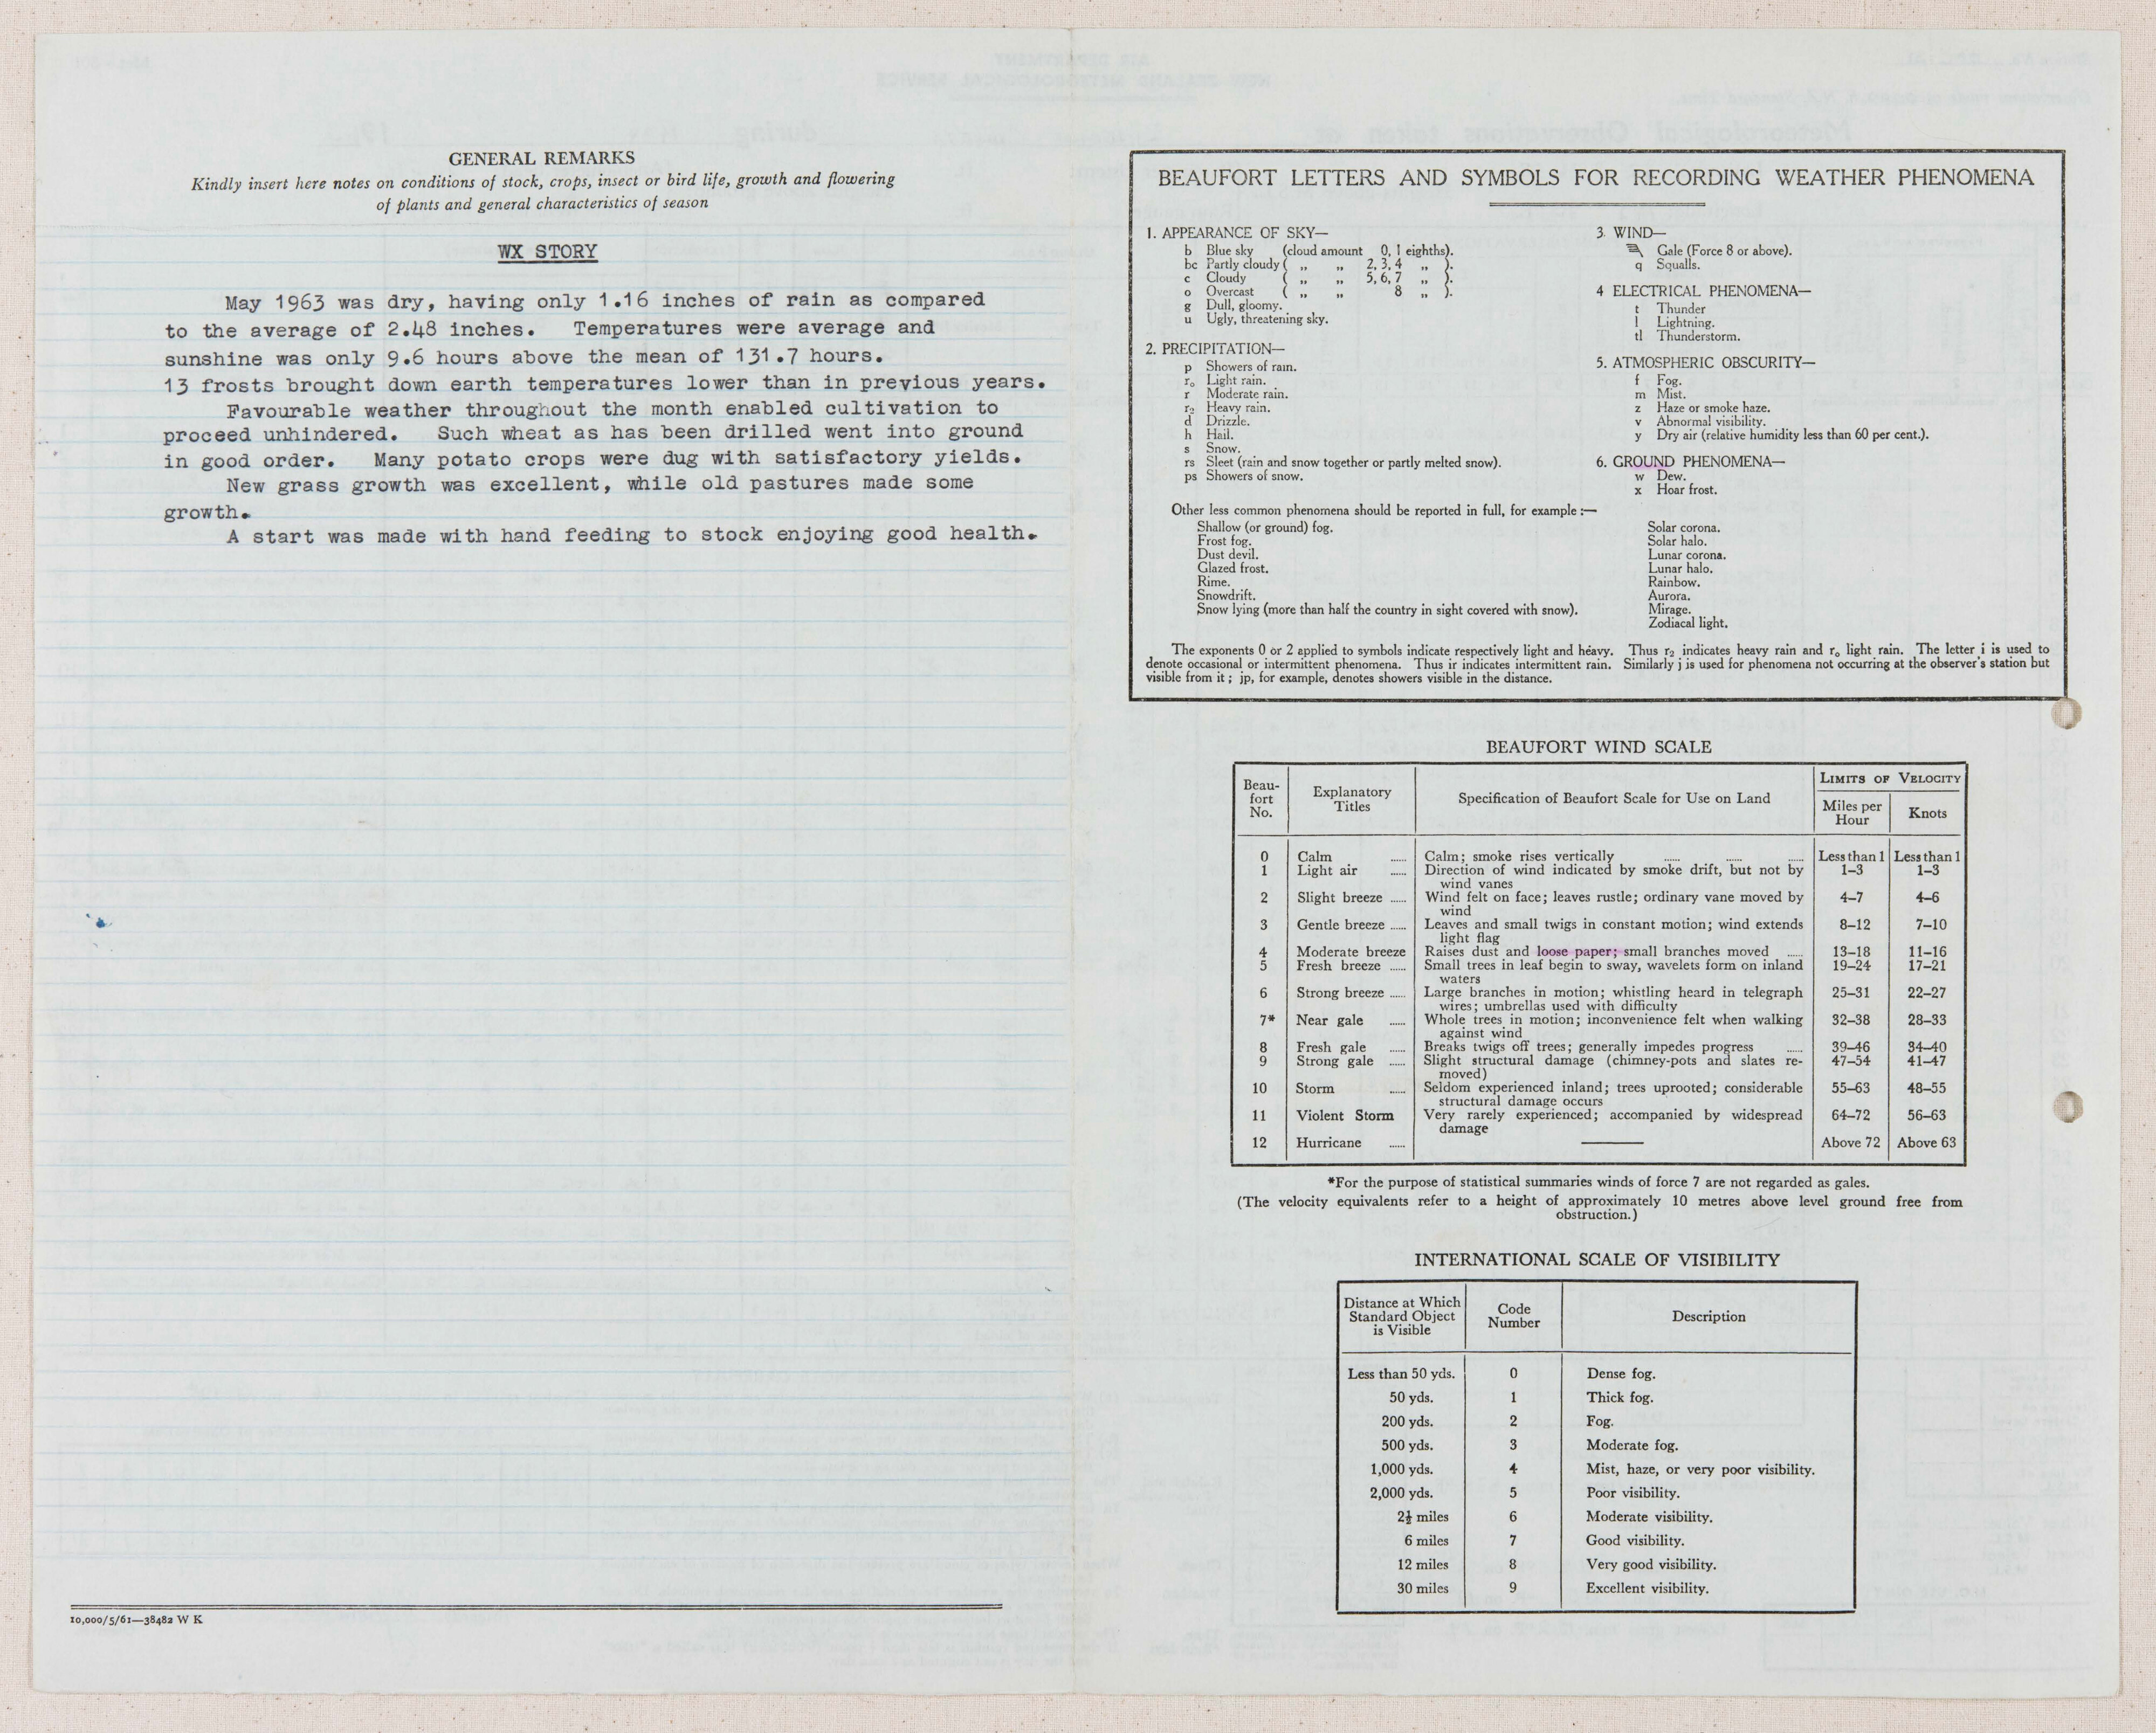 GENERAL REMARKS
Kindly insert here notes on conditions of stock, crops, insect or bird life, growth and flowering
of plants and general characteristics of season
WX STORY
May 1963 was dry, having only 1.16 inches of rain as compared
to the average of 2.48 inches. Temperatures were average and
sunshine was only 9.6 hours above the mean of 131.7 hours.
13 frosts brought down earth temperatures lower than in previous years.
Favourable weather throughout the month enabled cultivation to
proceed unhindered. Such wheat as has been drilled went into ground
in good order. Many potato crops were dug with satisfactory yields.
New grass growth was excellent, while old pastures made some
growth.
A start was made with hand feeding to stock enjoying good health.
10,000/5/61—38482 W K
BEAUFORT LETTERS AND SYMBOLS FOR RECORDING WEATHER PHENOMENA
1. APPEARANCE OF SKY—
b Blue sky (cloud amount 0, 1 eighths).
bc Partly cloudy ( „ „ 2, 3, 4 „ ).
c Cloudy ( „ „ 5, 6, 7 „ ).
o Overcast ( „ „ 8 „ ).
g Dull, gloomy.
u Ugly, threatening sky.
2. PRECIPITATION—
p Showers of rain.
r₀ Light rain.
r Moderate rain.
r₂ Heavy rain.
d Drizzle.
h Hail.
s Snow.
rs Sleet (rain and snow together or partly melted snow).
ps Showers of snow.
3. WIND—
Gale (Force 8 or above).
q Squalls.
4 ELECTRICAL PHENOMENA—
t Thunder
l Lightning.
tl Thunderstorm.
5. ATMOSPHERIC OBSCURITY—
f Fog.
m Mist.
z Haze or smoke haze.
v Abnormal visibility.
y Dry air (relative humidity less than 60 per cent.).
6. GROUND PHENOMENA—
w Dew.
x Hoar frost.
Other less common phenomena should be reported in full, for example :—
Shallow (or ground) fog.
Frost fog.
Dust devil.
Glazed frost.
Rime.
Snowdrift.
Snow lying (more than half the country in sight covered with snow).
Solar corona.
Solar halo.
Lunar corona.
Lunar halo.
Rainbow.
Aurora.
Mirage.
Zodiacal light.
The exponents 0 or 2 applied to symbols indicate respectively light and heavy. Thus r₂ indicates heavy rain and r₀ light rain. The letter i is used to
denote occasional or intermittent phenomena. Thus ir indicates intermittent rain. Similarly j is used for phenomena not occurring at the observer's station but
visible from it ; jp, for example, denotes showers visible in the distance.
BEAUFORT WIND SCALE
Beau-
fort
No.
Explanatory
Titles
Specification of Beaufort Scale for Use on Land
LIMITS OF VELOCITY
Miles per
Hour
Knots
0 Calm ...... Calm; smoke rises vertically ...... ...... ...... Less than 1 Less than 1
1 Light air ...... Direction of wind indicated by smoke drift, but not by 1–3 1–3
wind vanes
2 Slight breeze ...... Wind felt on face; leaves rustle; ordinary vane moved by 4–7 4–6
wind
3 Gentle breeze ...... Leaves and small twigs in constant motion; wind extends 8–12 7–10
light flag
4 Moderate breeze Raises dust and loose paper; small branches moved ...... 13–18 11–16
5 Fresh breeze ...... Small trees in leaf begin to sway, wavelets form on inland 19–24 17–21
waters
6 Strong breeze ...... Large branches in motion; whistling heard in telegraph 25–31 22–27
wires; umbrellas used with difficulty
7* Near gale ...... Whole trees in motion; inconvenience felt when walking 32–38 28–33
against wind
8 Fresh gale ...... Breaks twigs off trees; generally impedes progress ...... 39–46 34–40
9 Strong gale ...... Slight structural damage (chimney-pots and slates re- 47–54 41–47
moved)
10 Storm ...... Seldom experienced inland; trees uprooted; considerable 55–63 48–55
structural damage occurs
11 Violent Storm Very rarely experienced; accompanied by widespread 64–72 56–63
damage
12 Hurricane ...... —— Above 72 Above 63
*For the purpose of statistical summaries winds of force 7 are not regarded as gales.
(The velocity equivalents refer to a height of approximately 10 metres above level ground free from
obstruction.)
INTERNATIONAL SCALE OF VISIBILITY
Distance at Which
Standard Object
is Visible
Code
Number
Description
Less than 50 yds. 0 Dense fog.
50 yds. 1 Thick fog.
200 yds. 2 Fog.
500 yds. 3 Moderate fog.
1,000 yds. 4 Mist, haze, or very poor visibility.
2,000 yds. 5 Poor visibility.
2½ miles 6 Moderate visibility.
6 miles 7 Good visibility.
12 miles 8 Very good visibility.
30 miles 9 Excellent visibility.